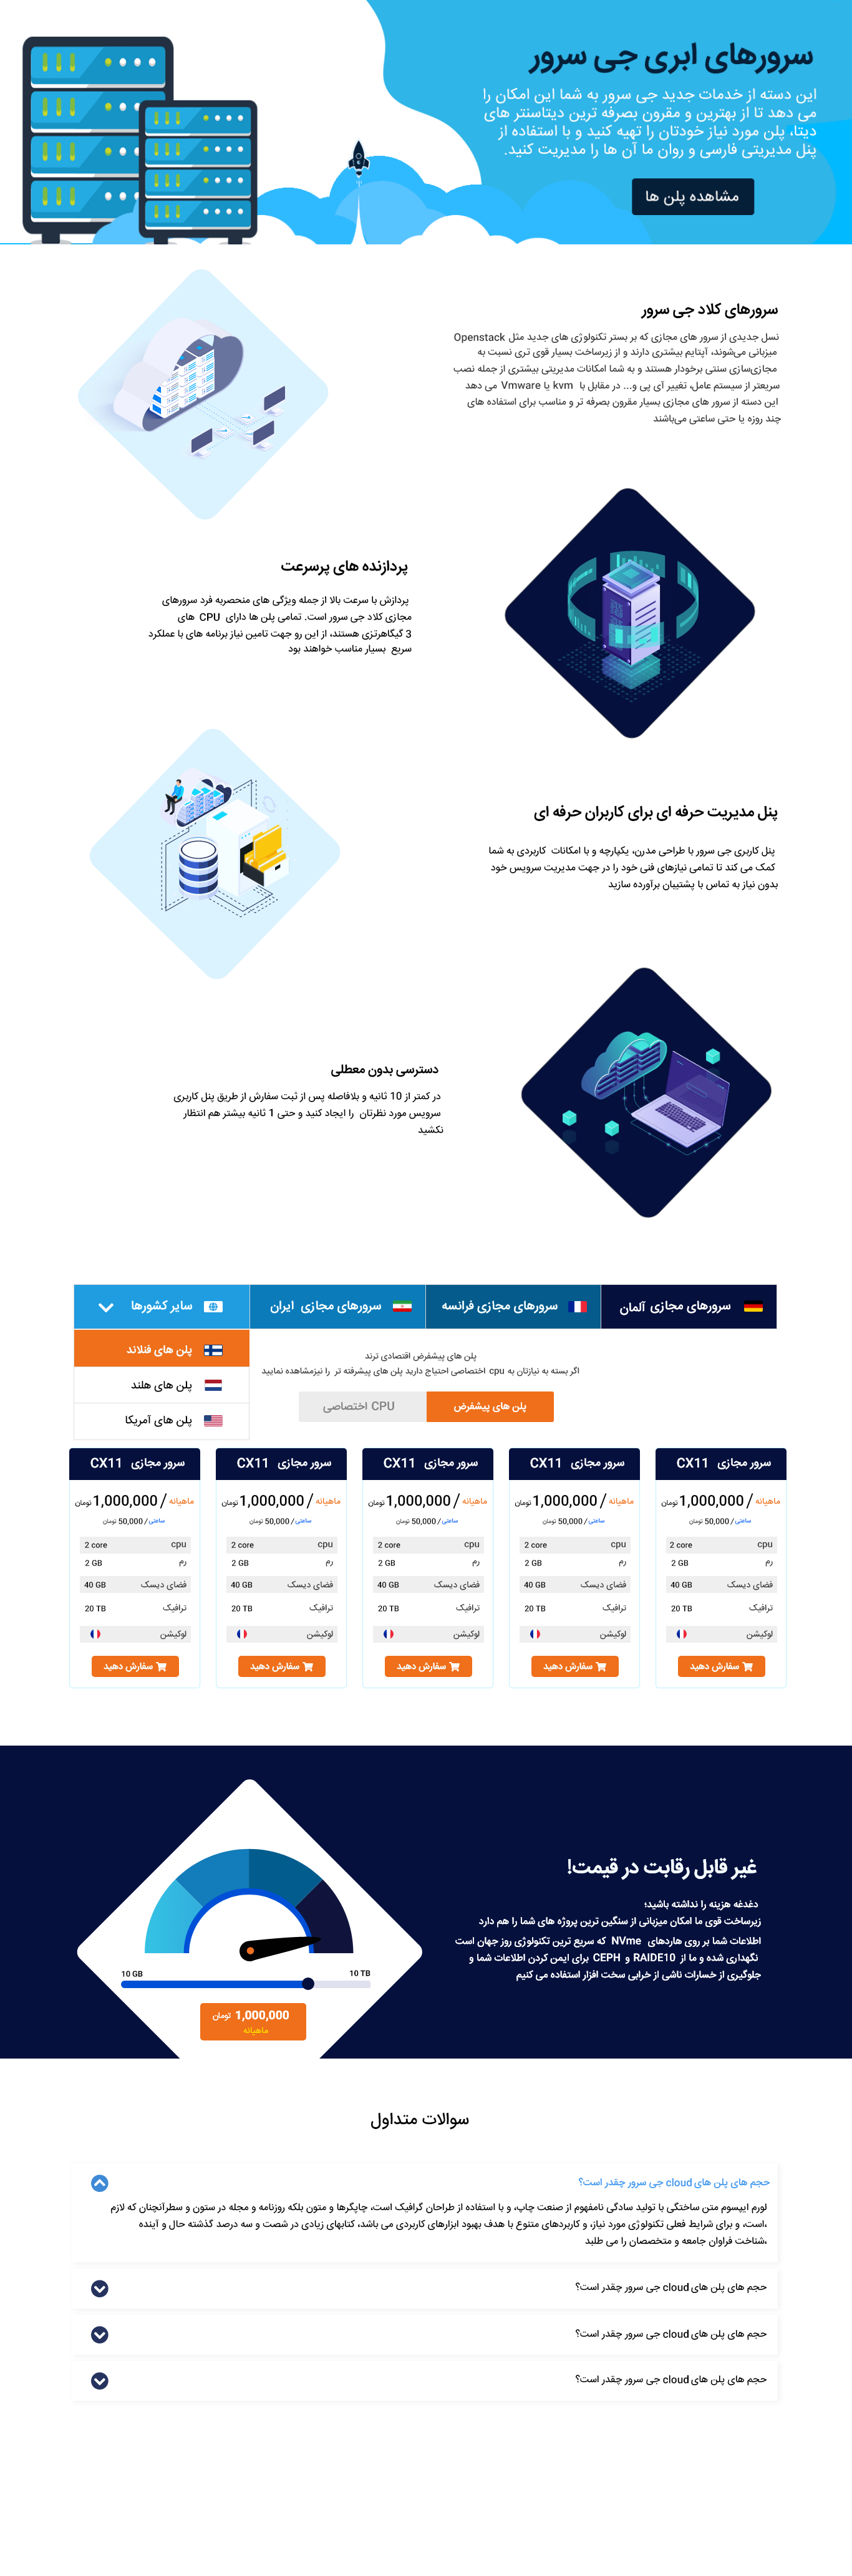 سرورهای ابری جی سرور
این دسته از خدمات جدید جی سرور به شما این امکان را
می دهد تا از بهترین و مقرون بصرفه ترین دیتاسنتر های
دیتا، پلن مورد نیاز خودتان را تهیه کنید و با استفاده از
پنل مدیریتی فارسی و روان ما آن ها را مدیریت کنید.
مشاهده پلن ها
سرورهای کلاد جی سرور
نسل جدیدی از سرور های مجازی که بر بستر تکنولوژی های جدید مثل Openstack
میزبانی می‌شوند، آپتایم بیشتری دارند و از زیرساخت بسیار قوی تری نسبت به
مجازی‌سازی سنتی برخودار هستند و به شما امکانات مدیریتی بیشتری از جمله نصب
سریعتر از سیستم عامل، تغییر آی پی و... در مقابل با kvm یا Vmware می دهد
این دسته از سرور های مجازی بسیار مقرون بصرفه تر و مناسب برای استفاده های
چند روزه یا حتی ساعتی می‌باشند
پردازنده های پرسرعت
پردازش با سرعت بالا از جمله ویژگی های منحصربه فرد سرورهای
مجازی کلاد جی سرور است. تمامی پلن ها دارای CPU های
3 گیگاهرتزی هستند، از این رو جهت تامین نیاز برنامه های با عملکرد
سریع بسیار مناسب خواهند بود
پنل مدیریت حرفه ای برای کاربران حرفه ای
پنل کاربری جی سرور با طراحی مدرن، یکپارچه و با امکانات کاربردی به شما
کمک می کند تا تمامی نیازهای فنی خود را در جهت مدیریت سرویس خود
بدون نیاز به تماس با پشتیبان برآورده سازید
دسترسی بدون معطلی
در کمتر از 10 ثانیه و بلافاصله پس از ثبت سفارش از طریق پنل کاربری
سرویس مورد نظرتان را ایجاد کنید و حتی 1 ثانیه بیشتر هم انتظار
نکشید
سرورهای مجازی آلمان
سرورهای مجازی فرانسه
سرورهای مجازی ایران
سایر کشورها
پلن های فنلاند
پلن های هلند
پلن های آمریکا
پلن های پیشفرض اقتصادی ترند
اگر بسته به نیازتان به cpu اختصاصی احتیاج دارید پلن های پیشرفته تر را نیزمشاهده نمایید
پلن های پیشفرض
CPU اختصاصی
سرور مجازی CX11
ماهیانه / 1,000,000 تومان
ساعتی / 50,000 تومان
cpu 2 core
رم 2 GB
فضای دیسک 40 GB
ترافیک 20 TB
لوکیشن
سفارش دهید
سرور مجازی CX11
ماهیانه / 1,000,000 تومان
ساعتی / 50,000 تومان
cpu 2 core
رم 2 GB
فضای دیسک 40 GB
ترافیک 20 TB
لوکیشن
سفارش دهید
سرور مجازی CX11
ماهیانه / 1,000,000 تومان
ساعتی / 50,000 تومان
cpu 2 core
رم 2 GB
فضای دیسک 40 GB
ترافیک 20 TB
لوکیشن
سفارش دهید
سرور مجازی CX11
ماهیانه / 1,000,000 تومان
ساعتی / 50,000 تومان
cpu 2 core
رم 2 GB
فضای دیسک 40 GB
ترافیک 20 TB
لوکیشن
سفارش دهید
سرور مجازی CX11
ماهیانه / 1,000,000 تومان
ساعتی / 50,000 تومان
cpu 2 core
رم 2 GB
فضای دیسک 40 GB
ترافیک 20 TB
لوکیشن
سفارش دهید
غیر قابل رقابت در قیمت!
دغدغه هزینه را نداشته باشید؛
زیرساخت قوی ما امکان میزبانی از سنگین ترین پروژه های شما را هم دارد
اطلاعات شما بر روی هاردهای NVme که سریع ترین تکنولوژی روز جهان است
نگهداری شده و ما از RAIDE10 و CEPH برای ایمن کردن اطلاعات شما و
جلوگیری از خسارات ناشی از خرابی سخت افزار استفاده می کنیم
10 GB
10 TB
1,000,000 تومان
ماهیانه
سوالات متداول
حجم های پلن های cloud جی سرور چقدر است؟
لورم ایپسوم متن ساختگی با تولید سادگی نامفهوم از صنعت چاپ، و با استفاده از طراحان گرافیک است، چاپگرها و متون بلکه روزنامه و مجله در ستون و سطرآنچنان که لازم
،است، و برای شرایط فعلی تکنولوژی مورد نیاز، و کاربردهای متنوع با هدف بهبود ابزارهای کاربردی می باشد، کتابهای زیادی در شصت و سه درصد گذشته حال و آینده
،شناخت فراوان جامعه و متخصصان را می طلبد
حجم های پلن های cloud جی سرور چقدر است؟
حجم های پلن های cloud جی سرور چقدر است؟
حجم های پلن های cloud جی سرور چقدر است؟